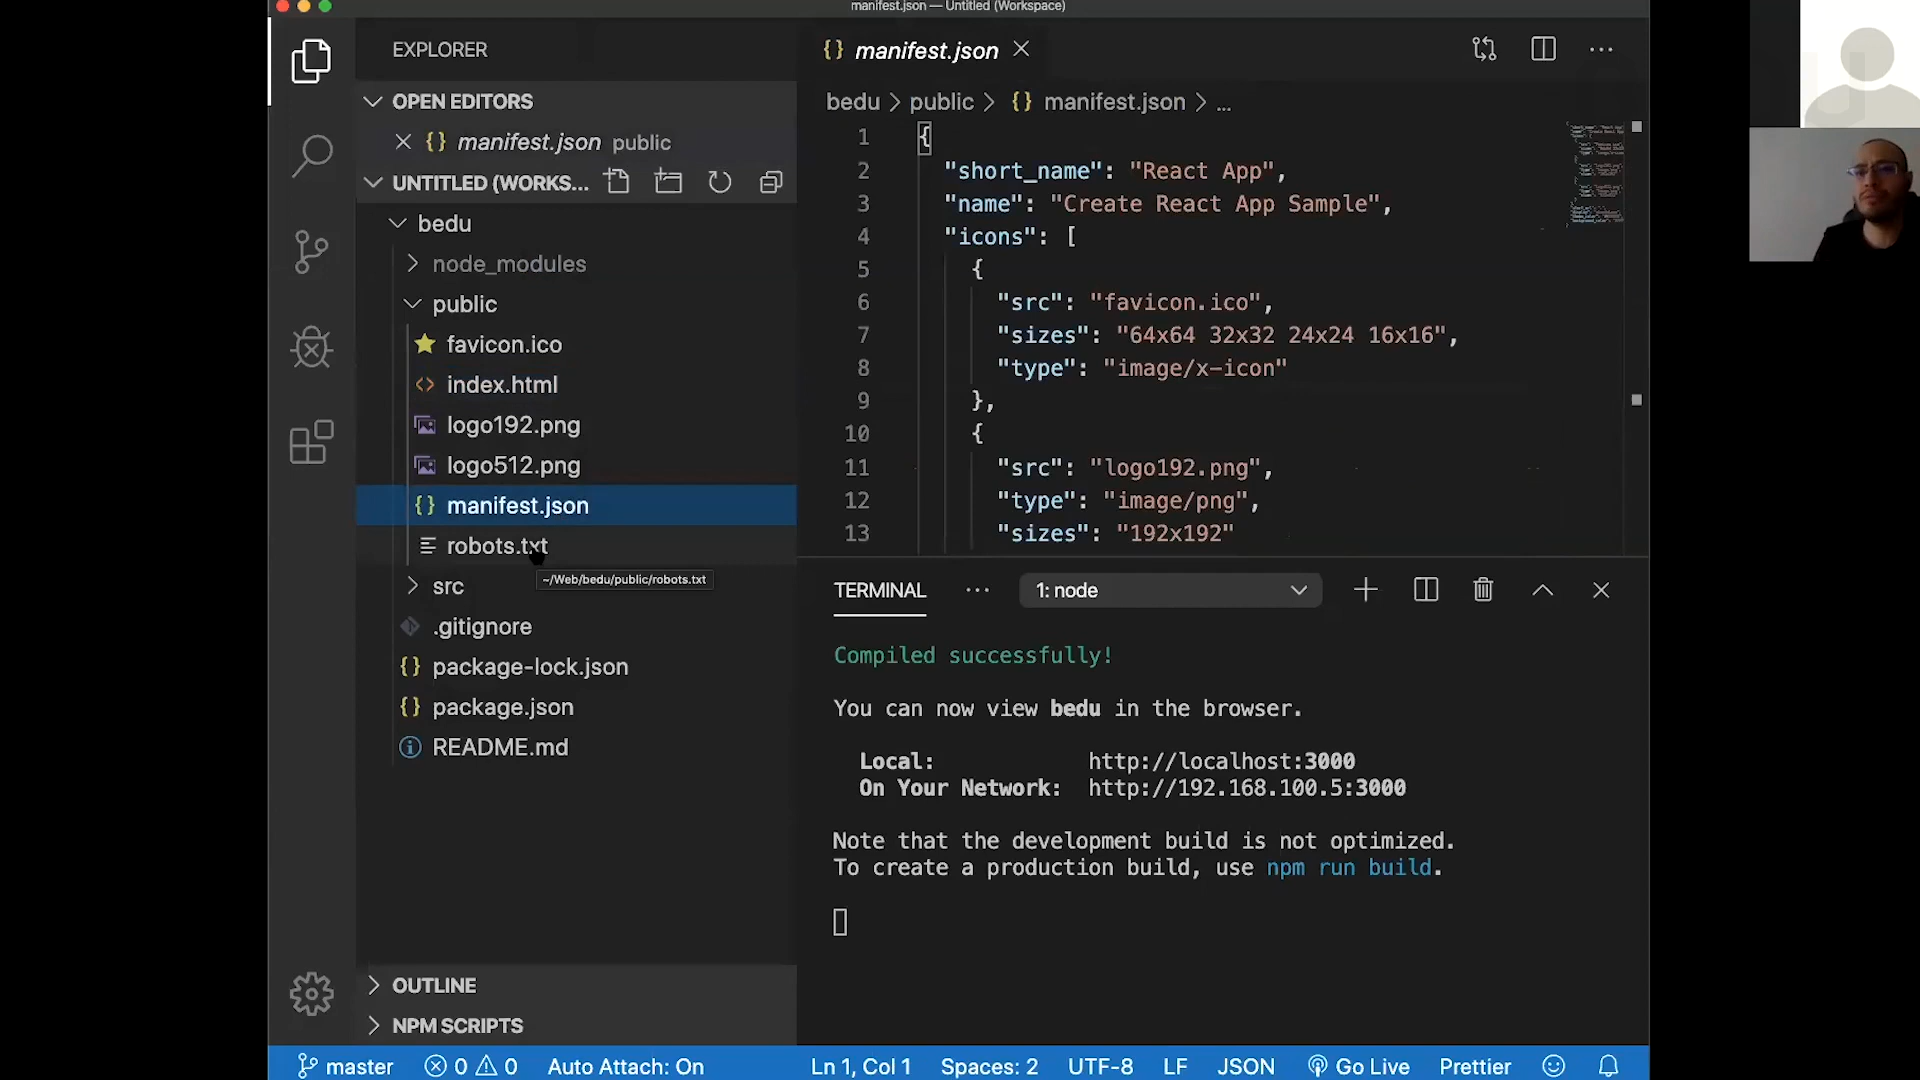 manifest.json — Untitled (Workspace)
EXPLORER
OPEN EDITORS
manifest.json public
UNTITLED (WORKS...
bedu
node_modules
public
favicon.ico
index.html
logo192.png
logo512.png
manifest.json
robots.txt
~/Web/bedu/public/robots.txt
src
.gitignore
package-lock.json
package.json
README.md
OUTLINE
NPM SCRIPTS
{} manifest.json
bedu > public > {} manifest.json > ...
1 {
2 "short_name": "React App",
3 "name": "Create React App Sample",
4 "icons": [
5 {
6 "src": "favicon.ico",
7 "sizes": "64x64 32x32 24x24 16x16",
8 "type": "image/x-icon"
9 },
10 {
11 "src": "logo192.png",
12 "type": "image/png",
13 "sizes": "192x192"
TERMINAL ... 1: node
Compiled successfully!
You can now view bedu in the browser.
Local: http://localhost:3000
On Your Network: http://192.168.100.5:3000
Note that the development build is not optimized.
To create a production build, use npm run build.
master 0 0 Auto Attach: On Ln 1, Col 1 Spaces: 2 UTF-8 LF JSON Go Live Prettier